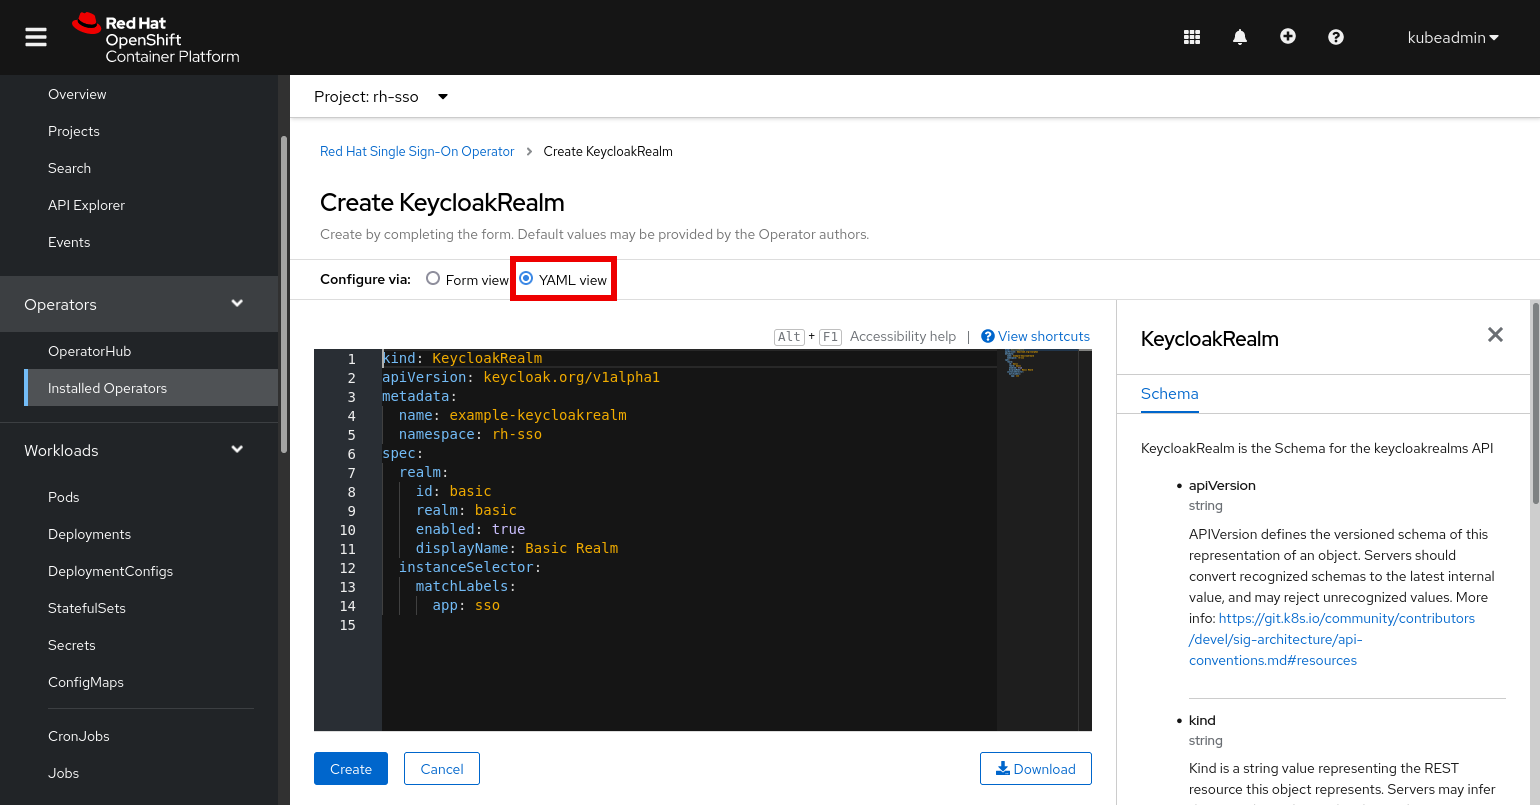 Red Hat
OpenShift
Container Platform
kubeadmin
Overview
Projects
Search
API Explorer
Events
Operators
OperatorHub
Installed Operators
Workloads
Pods
Deployments
DeploymentConfigs
StatefulSets
Secrets
ConfigMaps
CronJobs
Jobs
Project: rh-sso
Red Hat Single Sign-On Operator > Create KeycloakRealm
Create KeycloakRealm
Create by completing the form. Default values may be provided by the Operator authors.
Configure via: Form view YAML view
Alt + F1 Accessibility help | View shortcuts
1 kind: KeycloakRealm
2 apiVersion: keycloak.org/v1alpha1
3 metadata:
4 name: example-keycloakrealm
5 namespace: rh-sso
6 spec:
7 realm:
8 id: basic
9 realm: basic
10 enabled: true
11 displayName: Basic Realm
12 instanceSelector:
13 matchLabels:
14 app: sso
15
Create Cancel Download
KeycloakRealm
Schema
KeycloakRealm is the Schema for the keycloakrealms API
• apiVersion
string
APIVersion defines the versioned schema of this
representation of an object. Servers should
convert recognized schemas to the latest internal
value, and may reject unrecognized values. More
info: https://git.k8s.io/community/contributors
/devel/sig-architecture/api-
conventions.md#resources
• kind
string
Kind is a string value representing the REST
resource this object represents. Servers may infer